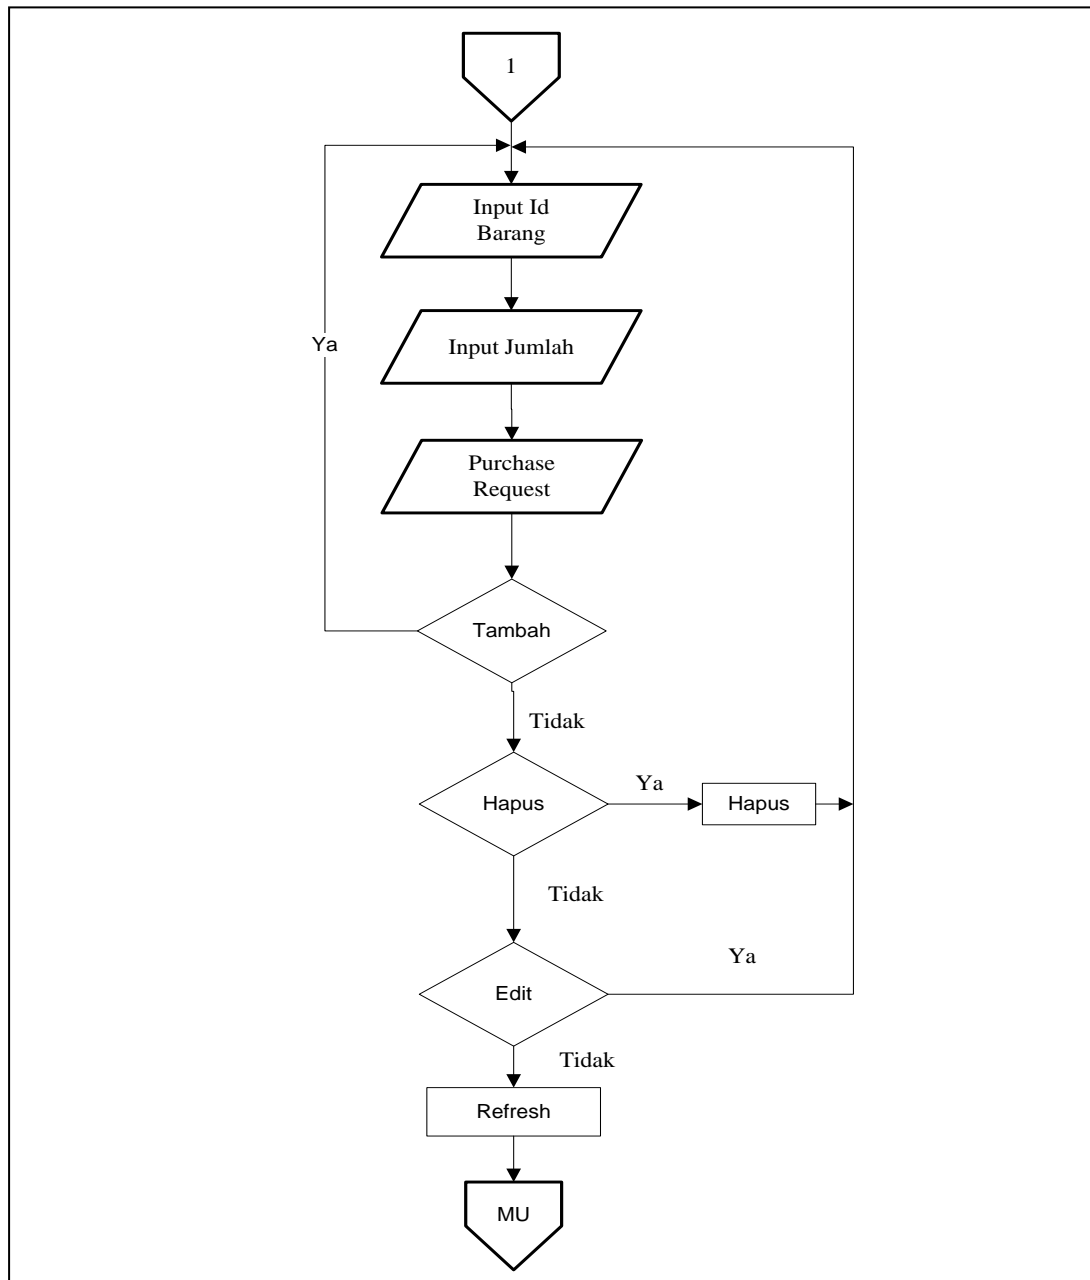 1
Input Id
Barang
Ya
Input Jumlah
Purchase
Request
Tambah
Tidak
Hapus
Ya
Hapus
Tidak
Edit
Ya
Tidak
Refresh
MU